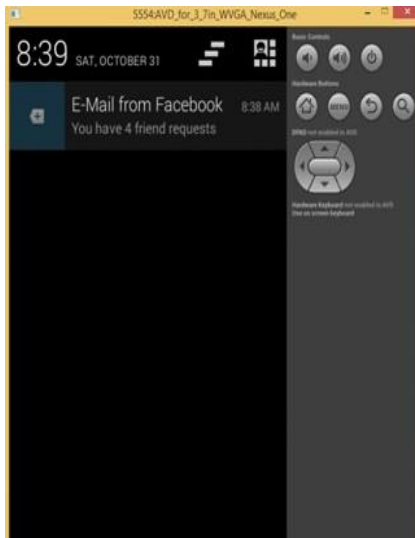 5554:AVD_for_3_7in_WVGA_Nexus_One
Basic Controls
8:39 SAT, OCTOBER 31
Hardware Buttons
MENU
E-Mail from Facebook 8:38 AM
You have 4 friend requests
DPAD not enabled in AVD
Hardware Keyboard not enabled in AVD
Use on screen keyboard